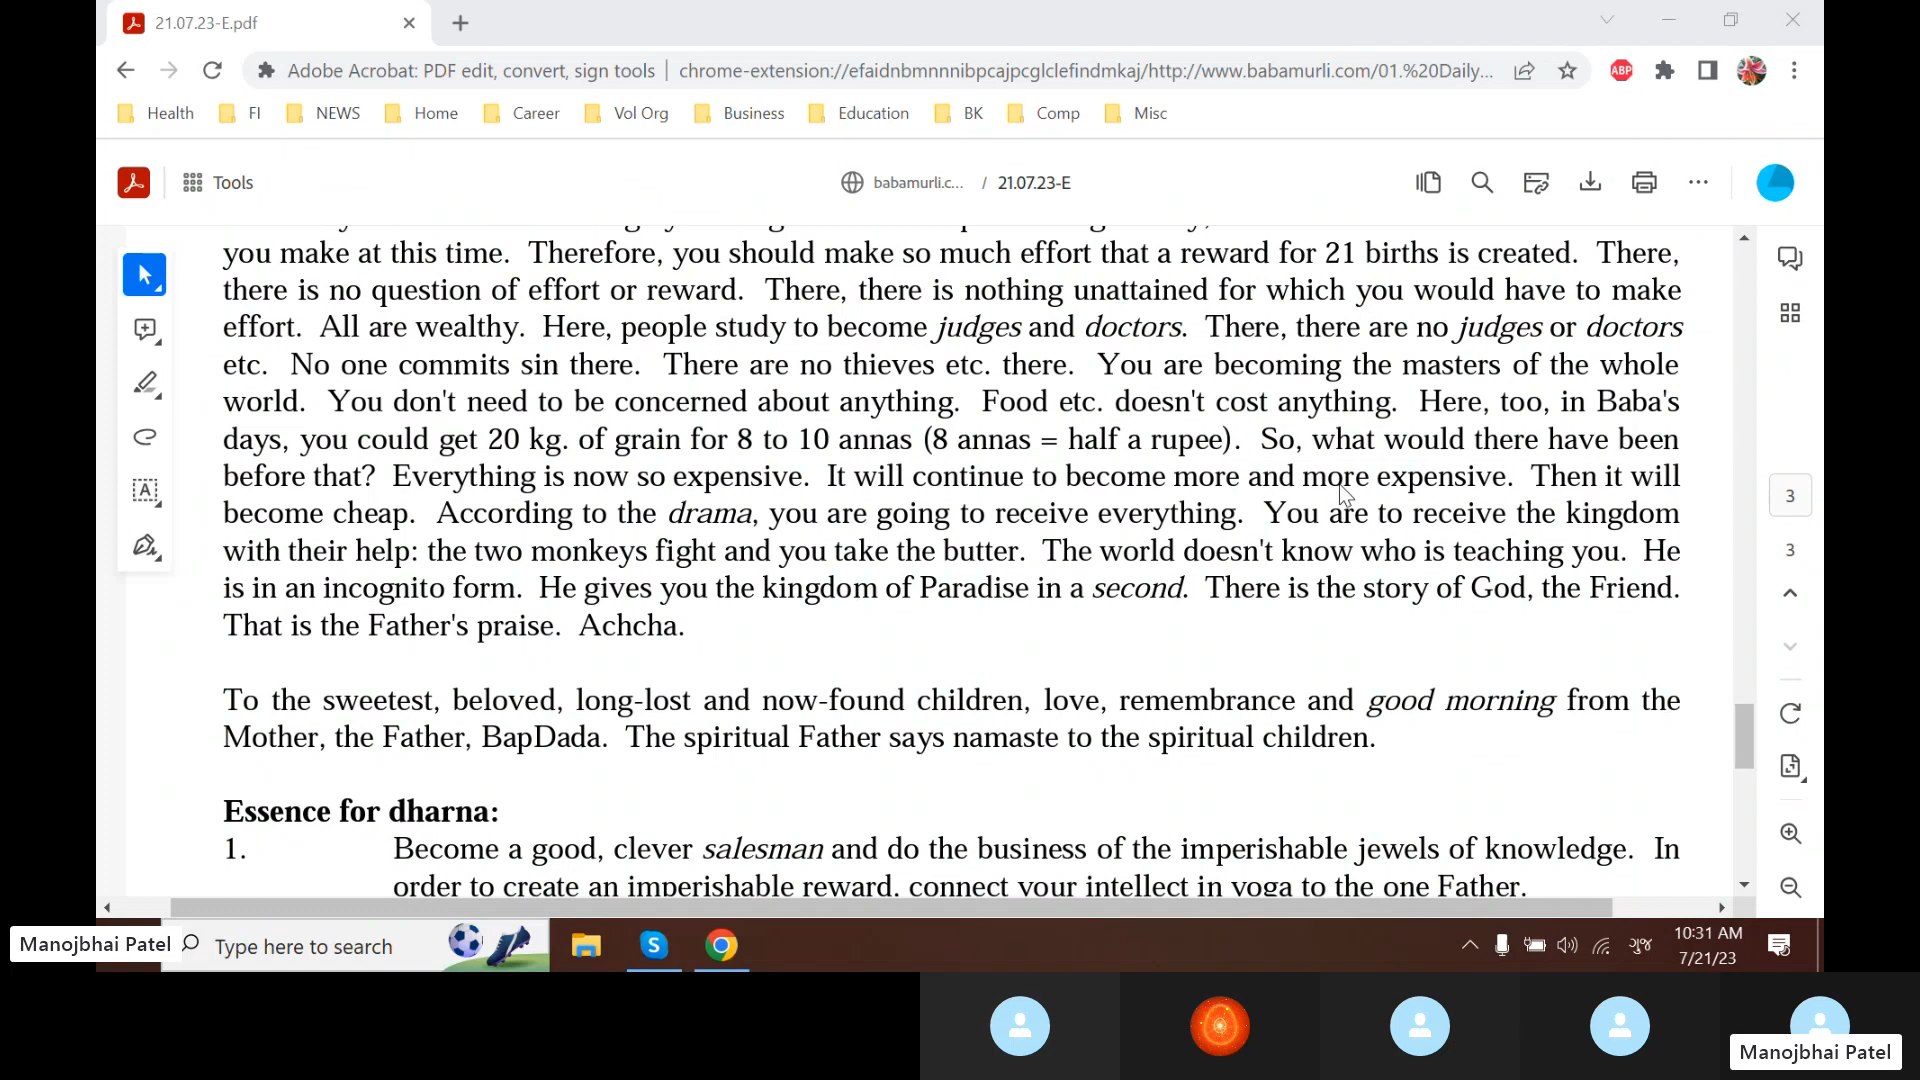 21.07.23-E.pdf
Adobe Acrobat: PDF edit, convert, sign tools | chrome-extension://efaidnbmnnnibpcajpcglclefindmkaj/http://www.babamurli.com/01.%20Daily...
ABP
Health FI NEWS Home Career Vol Org Business Education BK Comp Misc
Tools
babamurli.c... / 21.07.23-E
you make at this time. Therefore, you should make so much effort that a reward for 21 births is created. There,
there is no question of effort or reward. There, there is nothing unattained for which you would have to make
effort. All are wealthy. Here, people study to become judges and doctors. There, there are no judges or doctors
etc. No one commits sin there. There are no thieves etc. there. You are becoming the masters of the whole
world. You don't need to be concerned about anything. Food etc. doesn't cost anything. Here, too, in Baba's
days, you could get 20 kg. of grain for 8 to 10 annas (8 annas = half a rupee). So, what would there have been
before that? Everything is now so expensive. It will continue to become more and more expensive. Then it will
become cheap. According to the drama, you are going to receive everything. You are to receive the kingdom
with their help: the two monkeys fight and you take the butter. The world doesn't know who is teaching you. He
is in an incognito form. He gives you the kingdom of Paradise in a second. There is the story of God, the Friend.
That is the Father's praise. Achcha.
To the sweetest, beloved, long-lost and now-found children, love, remembrance and good morning from the
Mother, the Father, BapDada. The spiritual Father says namaste to the spiritual children.
Essence for dharna:
1. Become a good, clever salesman and do the business of the imperishable jewels of knowledge. In
order to create an imperishable reward, connect your intellect in yoga to the one Father.
3
3
Manojbhai Patel
Type here to search
ગુજ
10:31 AM
7/21/23
Manojbhai Patel